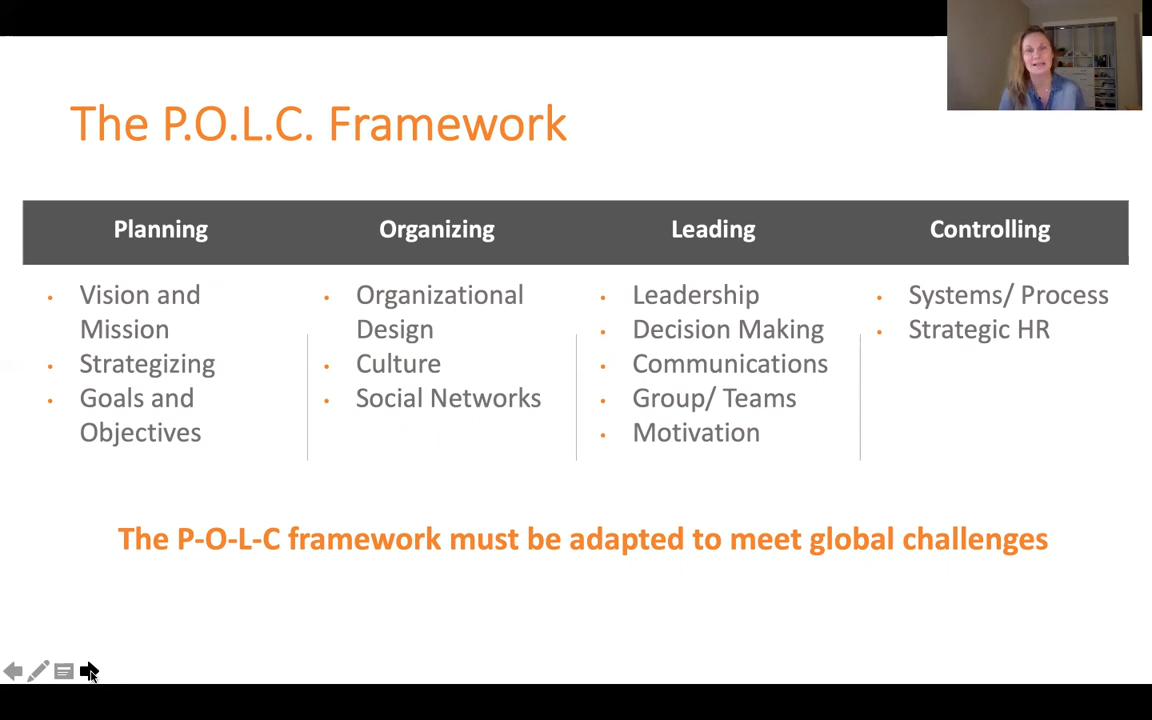 The P.O.L.C. Framework
Planning
Organizing
Leading
Controlling
• Vision and
Mission
• Strategizing
• Goals and
Objectives
• Organizational
Design
• Culture
• Social Networks
• Leadership
• Decision Making
• Communications
• Group/ Teams
• Motivation
• Systems/ Process
• Strategic HR
The P-O-L-C framework must be adapted to meet global challenges